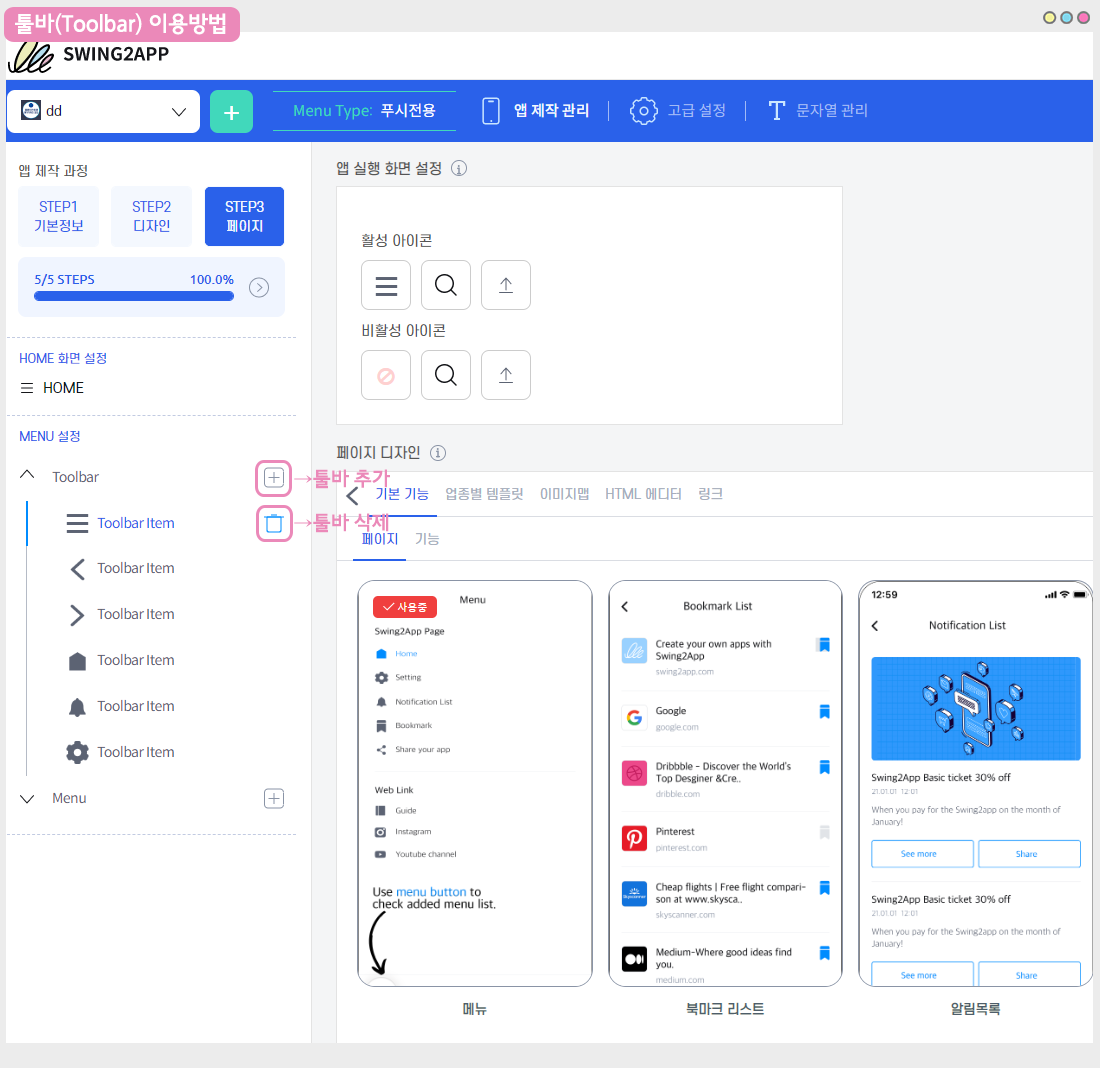 툴바(Toolbar) 이용방법
SWING2APP
dd
Menu Type: 푸시전용
앱 제작 관리
고급 설정
문자열 관리
앱 제작 과정
STEP1
기본정보
STEP2
디자인
STEP3
페이지
5/5 STEPS 100.0%
HOME 화면 설정
HOME
MENU 설정
Toolbar
툴바 추가
Toolbar Item
툴바 삭제
Toolbar Item
Toolbar Item
Toolbar Item
Toolbar Item
Toolbar Item
Menu
앱 실행 화면 설정
활성 아이콘
비활성 아이콘
페이지 디자인
기본 기능 업종별 템플릿 이미지맵 HTML 에디터 링크
페이지 기능
사용중
Menu
Swing2App Page
Home
Setting
Notification List
Bookmark
Share your app
Web Link
Guide
Instagram
Youtube channel
Use menu button to
check added menu list.
메뉴
Bookmark List
Create your own apps with
Swing2App
swing2app.com
Google
google.com
Dribbble - Discover the World's
Top Desginer &Cre..
dribble.com
Pinterest
pinterest.com
Skyscanner
Cheap flights | Free flight compari-
son at www.skysca..
skyscanner.com
Medium-Where good ideas find
you.
medium.com
북마크 리스트
12:59
Notification List
Swing2App Basic ticket 30% off
21.01.01 12:01
When you pay for the Swing2app on the month of
January!
See more
Share
Swing2App Basic ticket 30% off
21.01.01 12:01
When you pay for the Swing2app on the month of
January!
See more
Share
알림목록